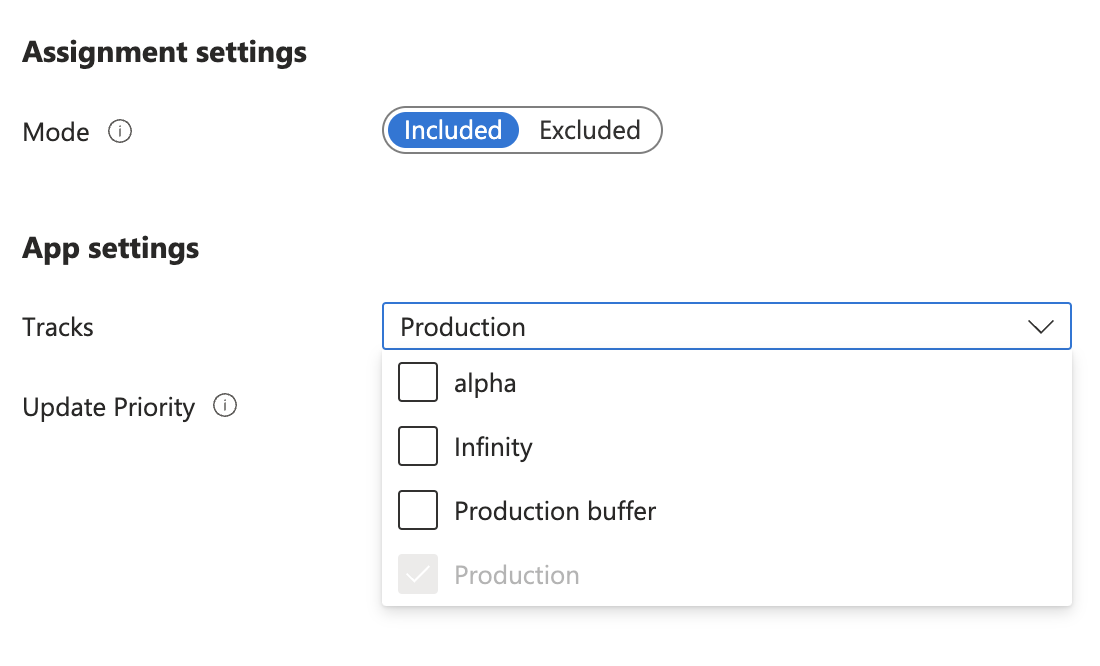 Assignment settings
Mode
Included Excluded
App settings
Tracks
Production
alpha
Update Priority
Infinity
Production buffer
Production